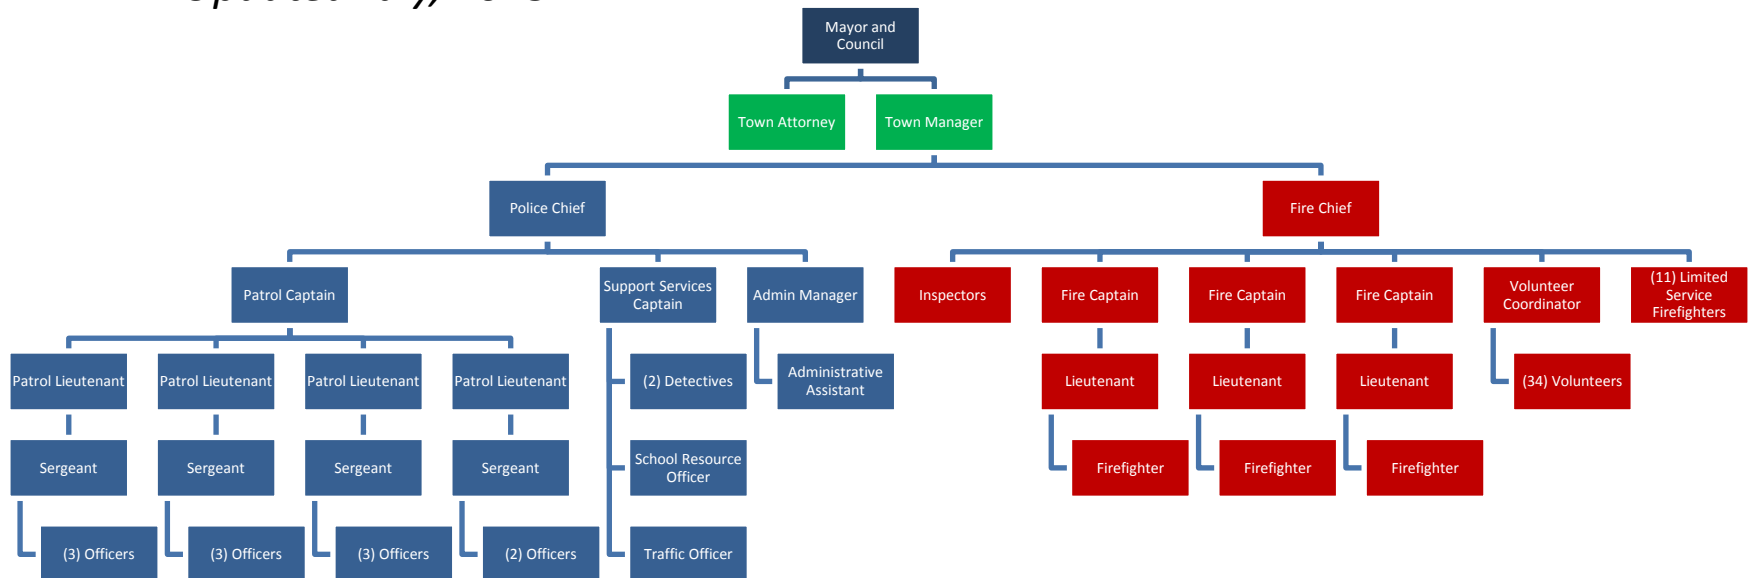 Mayor and
Council
Town Attorney
Town Manager
Police Chief
Fire Chief
Patrol Captain
Support Services
Captain
Admin Manager
Inspectors
Fire Captain
Fire Captain
Fire Captain
Volunteer
Coordinator
(11) Limited
Service
Firefighters
Patrol Lieutenant
Patrol Lieutenant
Patrol Lieutenant
Patrol Lieutenant
(2) Detectives
Administrative
Assistant
Lieutenant
Lieutenant
Lieutenant
(34) Volunteers
Sergeant
Sergeant
Sergeant
Sergeant
School Resource
Officer
Firefighter
Firefighter
Firefighter
(3) Officers
(3) Officers
(3) Officers
(2) Officers
Traffic Officer